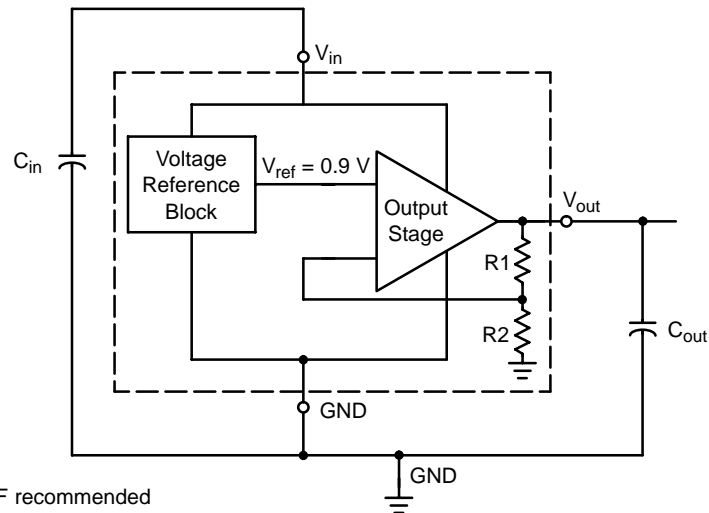 V_in
C_in
Voltage
Reference
Block
V_ref = 0.9 V
Output
Stage
V_out
R1
R2
C_out
GND
GND
F recommended